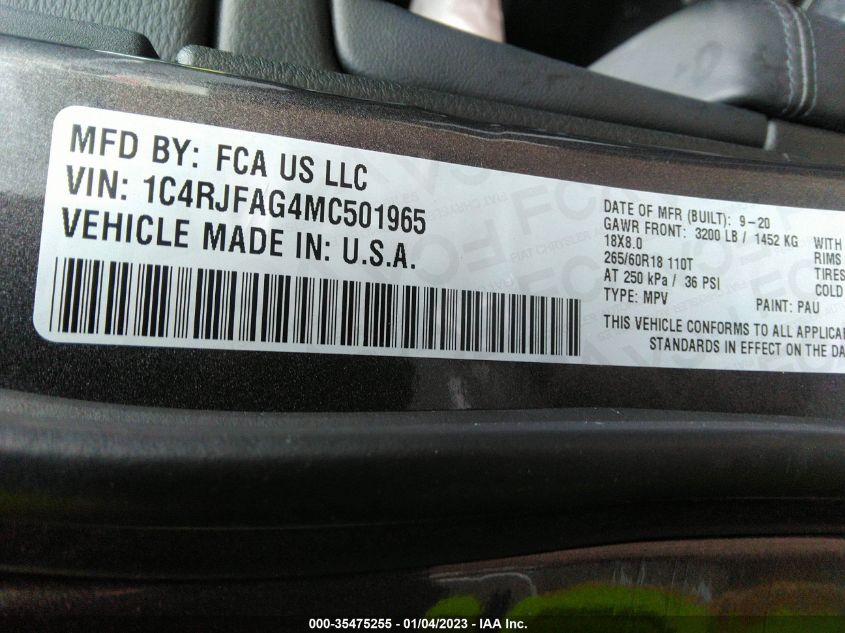 MFD BY: FCA US LLC
VIN: 1C4RJFAG4MC501965
VEHICLE MADE IN: U.S.A.
DATE OF MFR (BUILT): 9-20
GAWR FRONT: 3200 LB / 1452 KG WITH
18X8.0 RIMS
265/60R18 110T TIRES
AT 250 kPa / 36 PSI COLD
TYPE: MPV PAINT: PAU
THIS VEHICLE CONFORMS TO ALL APPLICA
STANDARDS IN EFFECT ON THE DA
000-35475255 - 01/04/2023 - IAA Inc.